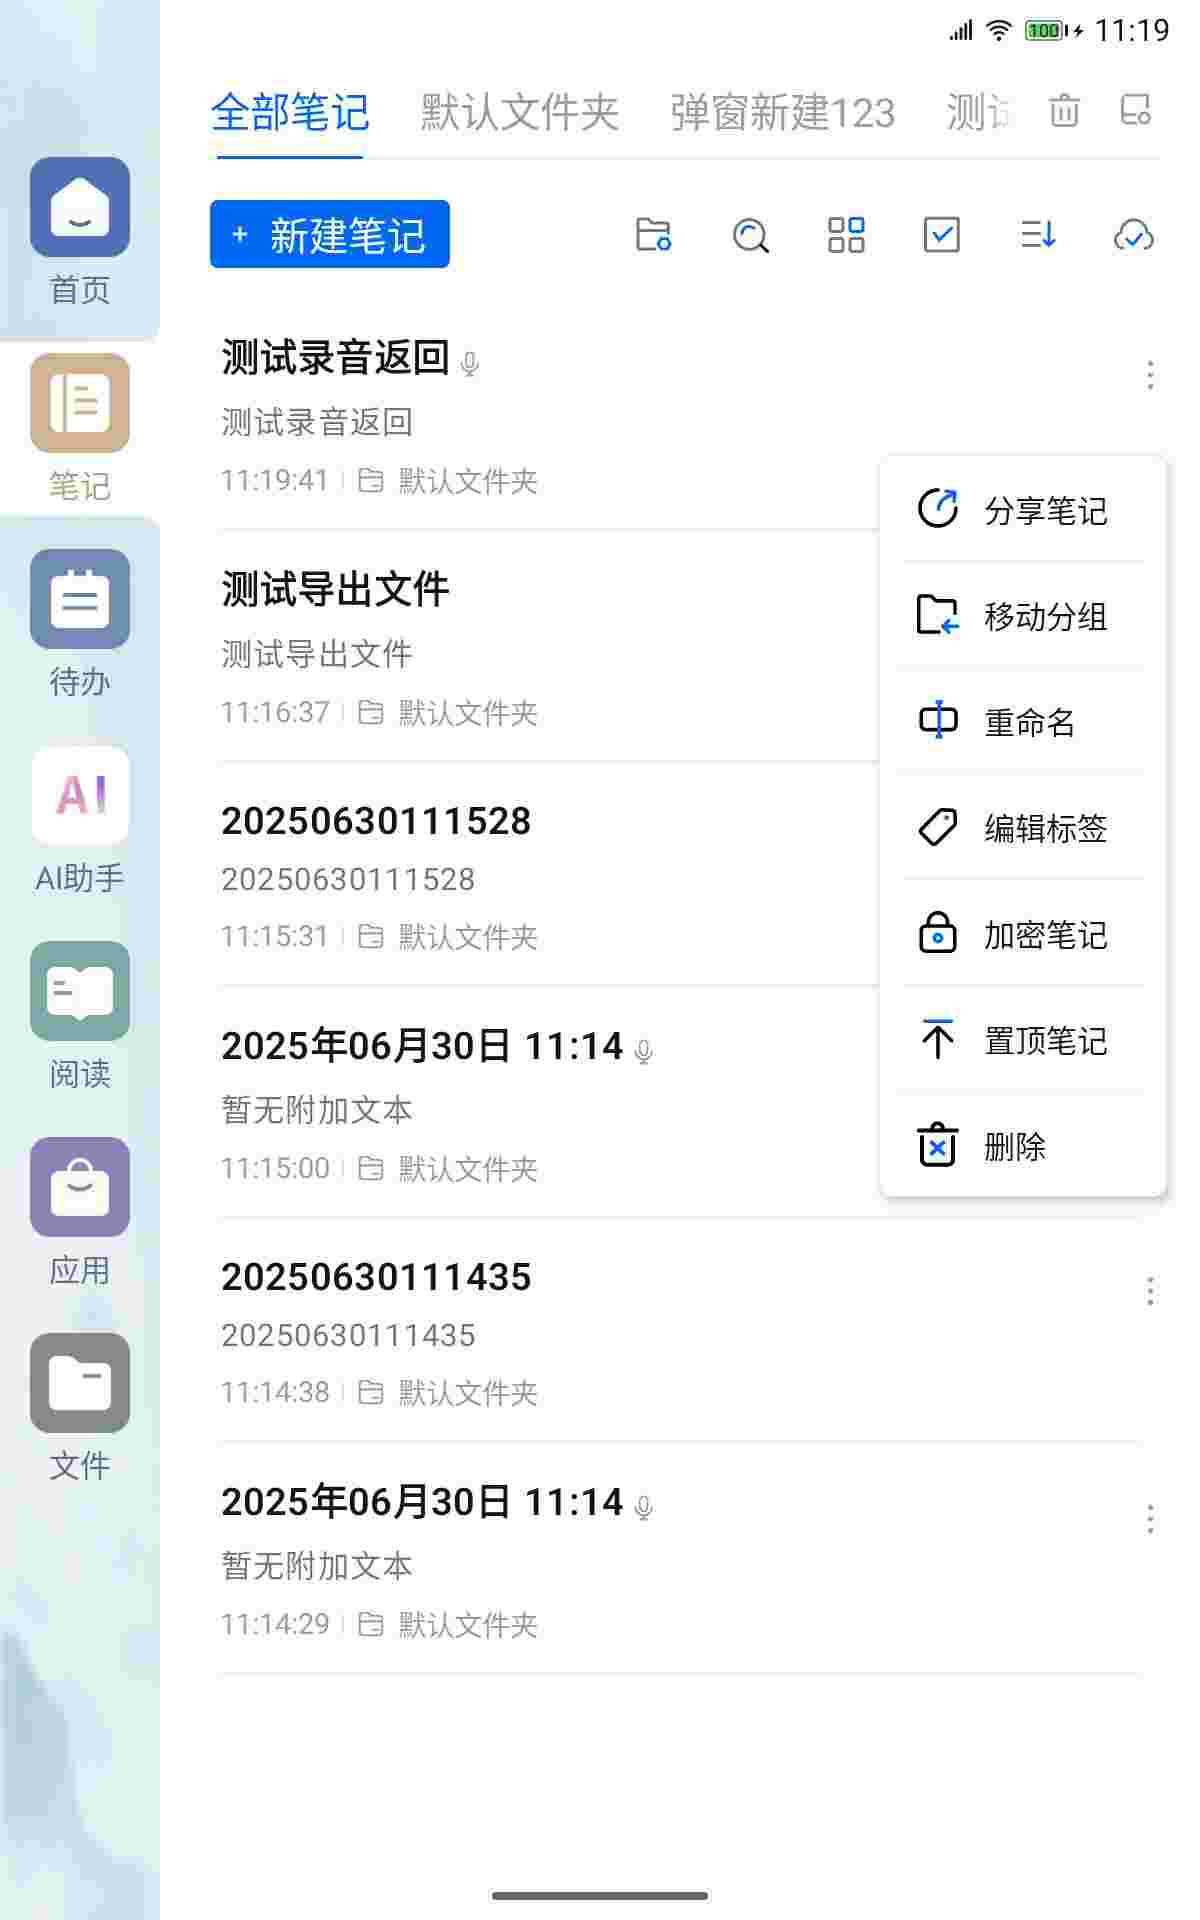 100 11:19
全部笔记 默认文件夹 弹窗新建123 测
+ 新建笔记
首页
笔记
待办
AI
AI助手
阅读
应用
文件
测试录音返回
测试录音返回
11:19:41 默认文件夹
测试导出文件
测试导出文件
11:16:37 默认文件夹
20250630111528
20250630111528
11:15:31 默认文件夹
2025年06月30日 11:14
暂无附加文本
11:15:00 默认文件夹
20250630111435
20250630111435
11:14:38 默认文件夹
2025年06月30日 11:14
暂无附加文本
11:14:29 默认文件夹
分享笔记
移动分组
重命名
编辑标签
加密笔记
置顶笔记
删除